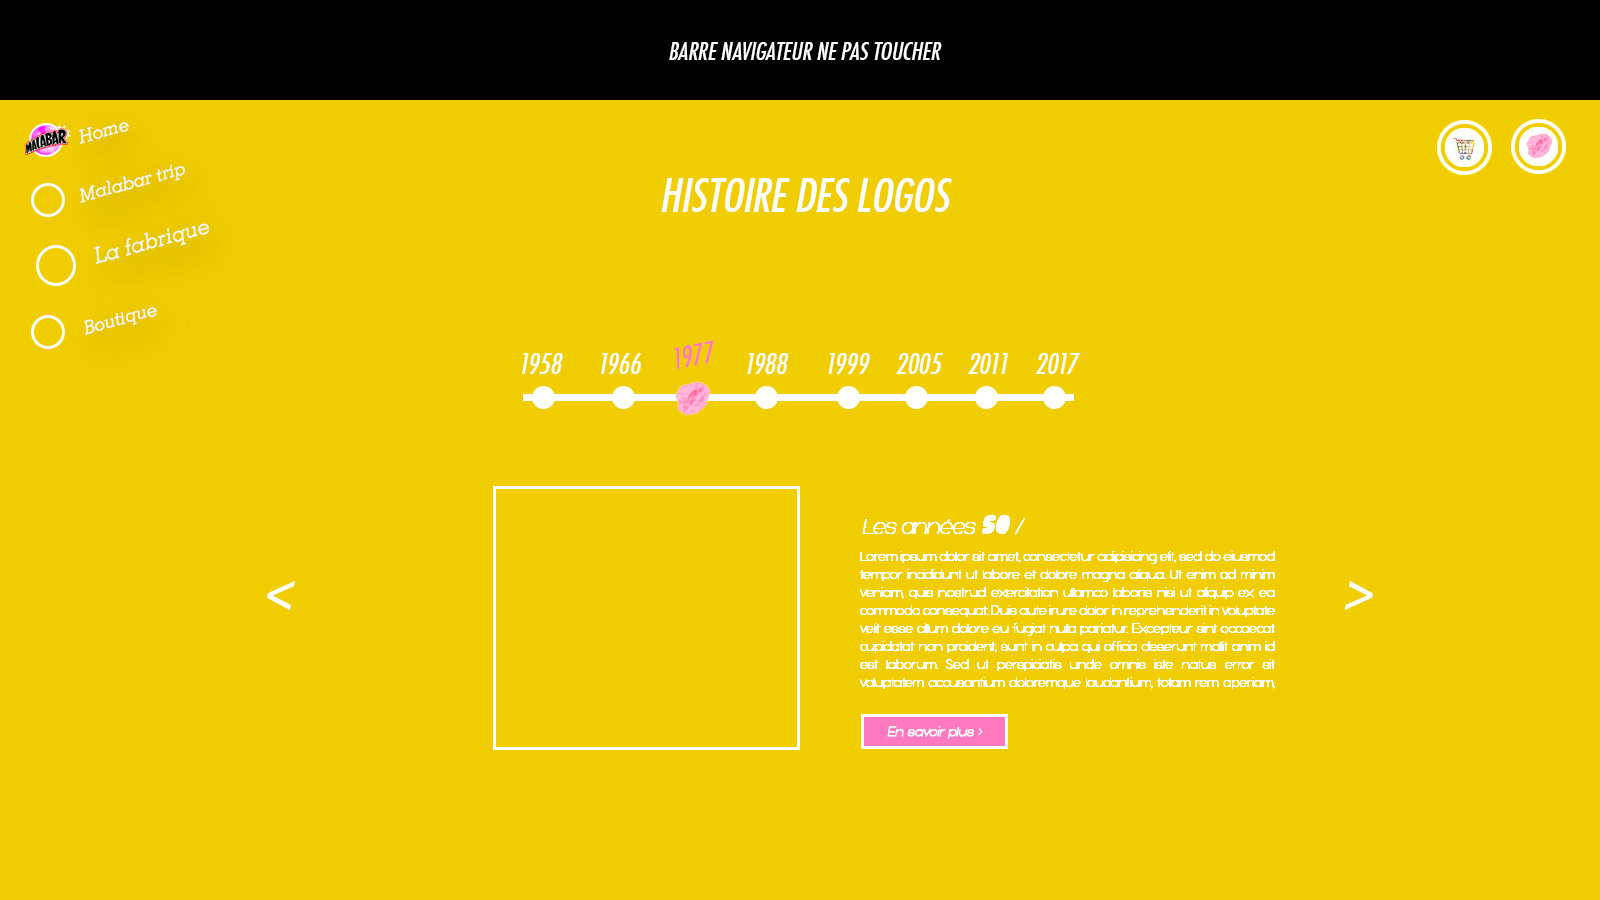 BARRE NAVIGATEUR NE PAS TOUCHER
MALABAR
Home
Malabar trip
La fabrique
Boutique
HISTOIRE DES LOGOS
1958 1966 1977 1988 1999 2005 2011 2017
<
>
Les années 50 /
Lorem ipsum dolor sit amet, consectetur adipisicing elit, sed do eiusmod
tempor incididunt ut labore et dolore magna aliqua. Ut enim ad minim
veniam, quis nostrud exercitation ullamco laboris nisi ut aliquip ex ea
commodo consequat. Duis aute irure dolor in reprehenderit in voluptate
velit esse cillum dolore eu fugiat nulla pariatur. Excepteur sint occaecat
cupidatat non proident, sunt in culpa qui officia deserunt mollit anim id
est laborum. Sed ut perspiciatis unde omnis iste natus error sit
voluptatem accusantium doloremque laudantium, totam rem aperiam,
En savoir plus >